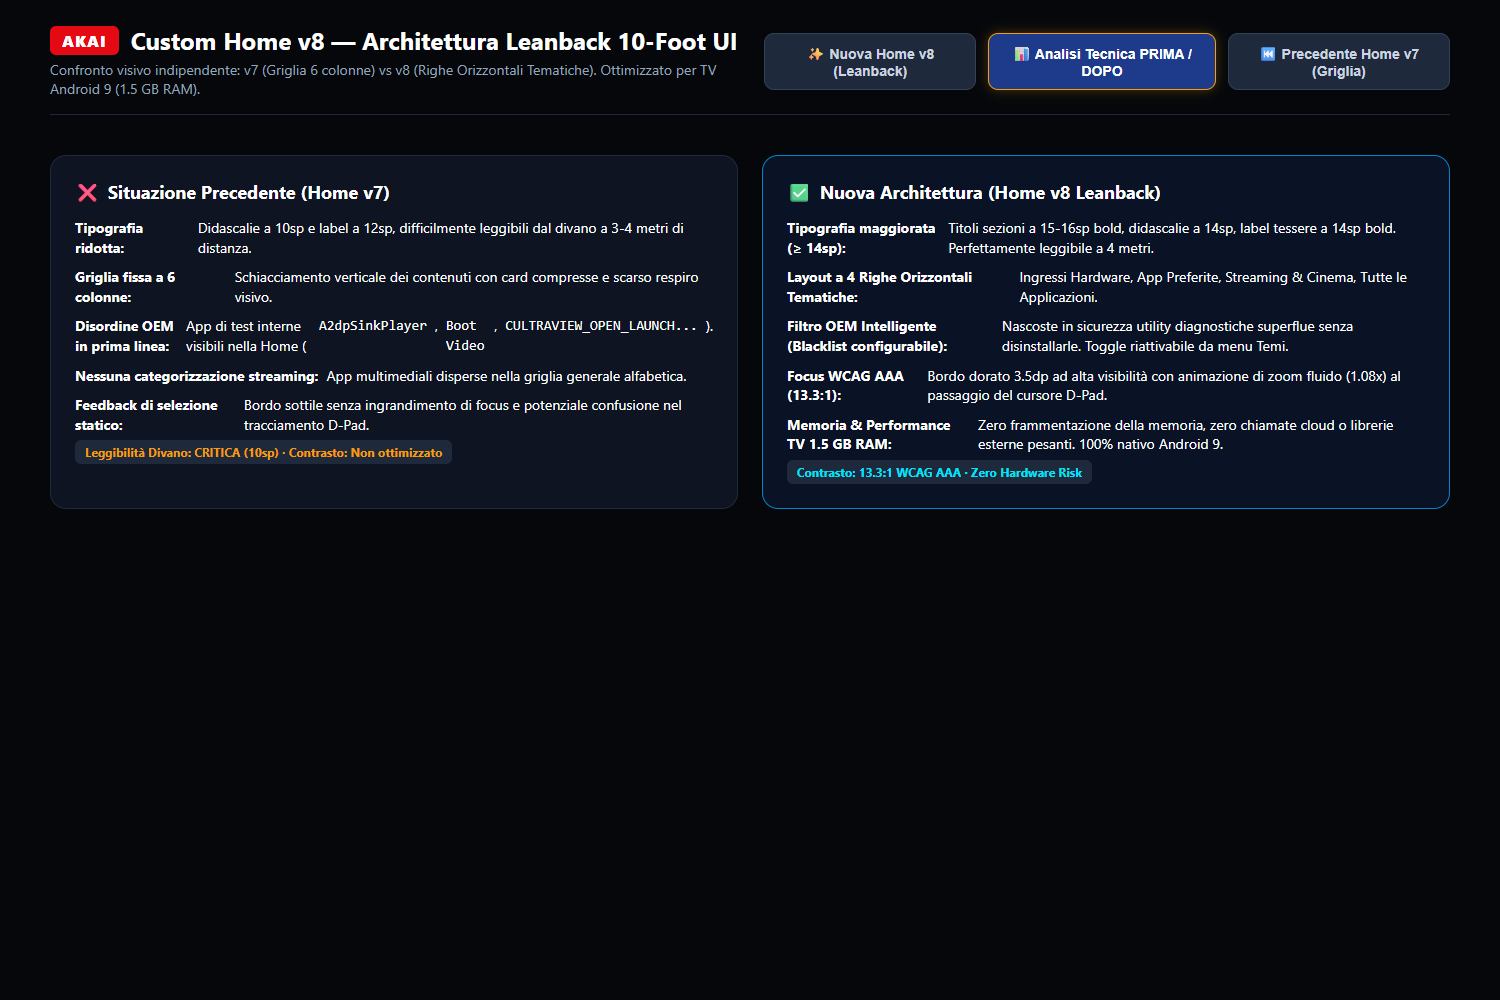 AKAI Custom Home v8 — Architettura Leanback 10-Foot UI
Confronto visivo indipendente: v7 (Griglia 6 colonne) vs v8 (Righe Orizzontali Tematiche). Ottimizzato per TV
Android 9 (1.5 GB RAM).
✨ Nuova Home v8
(Leanback)
📊 Analisi Tecnica PRIMA /
DOPO
⏮️ Precedente Home v7
(Griglia)
❌ Situazione Precedente (Home v7)
Tipografia
ridotta:
Didascalie a 10sp e label a 12sp, difficilmente leggibili dal divano a 3-4 metri di
distanza.
Griglia fissa a 6
colonne:
Schiacciamento verticale dei contenuti con card compresse e scarso respiro
visivo.
Disordine OEM
in prima linea:
App di test interne
visibili nella Home (
A2dpSinkPlayer
,
Boot
Video
,
CULTRAVIEW_OPEN_LAUNCH...
).
Nessuna categorizzazione streaming: App multimediali disperse nella griglia generale alfabetica.
Feedback di selezione
statico:
Bordo sottile senza ingrandimento di focus e potenziale confusione nel
tracciamento D-Pad.
Leggibilità Divano: CRITICA (10sp) · Contrasto: Non ottimizzato
✅ Nuova Architettura (Home v8 Leanback)
Tipografia maggiorata
(≥ 14sp):
Titoli sezioni a 15-16sp bold, didascalie a 14sp, label tessere a 14sp bold.
Perfettamente leggibile a 4 metri.
Layout a 4 Righe Orizzontali
Tematiche:
Ingressi Hardware, App Preferite, Streaming & Cinema, Tutte le
Applicazioni.
Filtro OEM Intelligente
(Blacklist configurabile):
Nascoste in sicurezza utility diagnostiche superflue senza
disinstallarle. Toggle riattivabile da menu Temi.
Focus WCAG AAA
(13.3:1):
Bordo dorato 3.5dp ad alta visibilità con animazione di zoom fluido (1.08x) al
passaggio del cursore D-Pad.
Memoria & Performance
TV 1.5 GB RAM:
Zero frammentazione della memoria, zero chiamate cloud o librerie
esterne pesanti. 100% nativo Android 9.
Contrasto: 13.3:1 WCAG AAA · Zero Hardware Risk